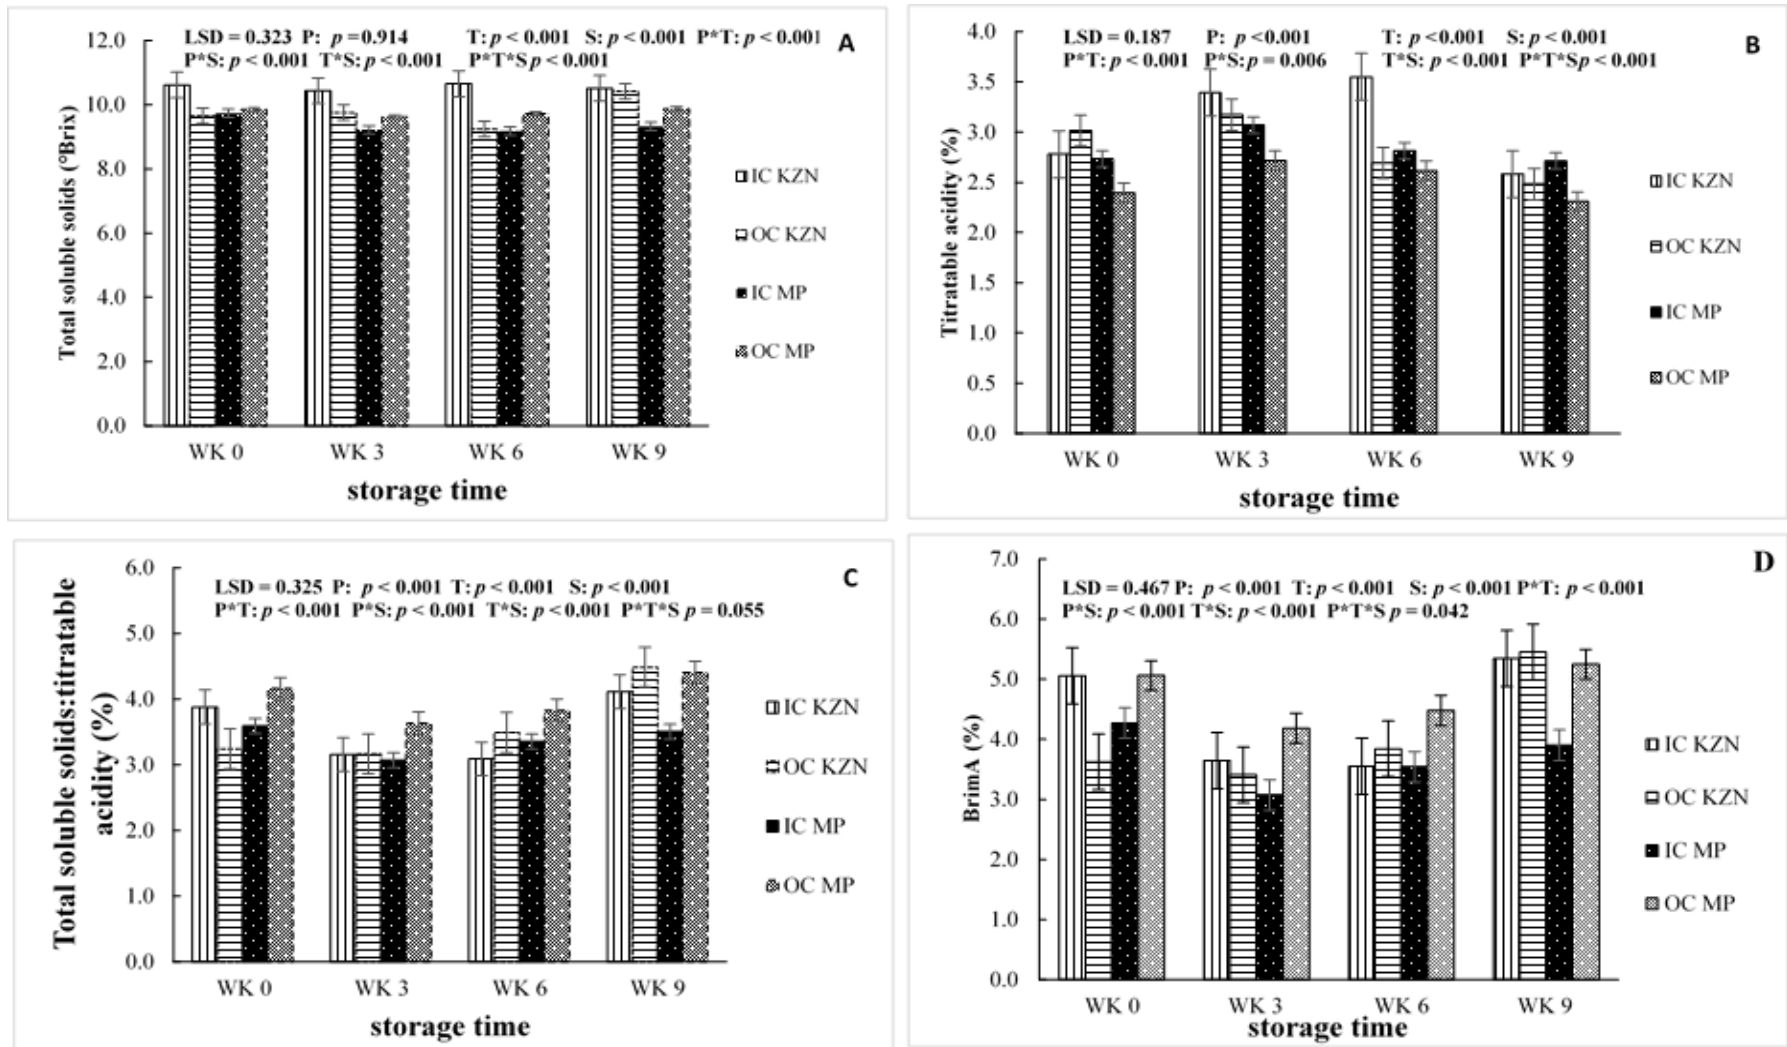 LSD = 0.323 P: p = 0.914 T: p < 0.001 S: p < 0.001 P*T: p < 0.001
P*S: p < 0.001 T*S: p < 0.001 P*T*S p < 0.001
A
Total soluble solids (°Brix)
12.0
10.0
8.0
6.0
4.0
2.0
0.0
WK 0 WK 3 WK 6 WK 9
storage time
IC KZN
OC KZN
IC MP
OC MP
LSD = 0.187 P: p <0.001 T: p < 0.001 S: p < 0.001
P*T: p < 0.001 P*S: p = 0.006 T*S: p < 0.001 P*T*Sp < 0.001
B
Titratable acidity (%)
4.0
3.5
3.0
2.5
2.0
1.5
1.0
0.5
0.0
WK 0 WK 3 WK 6 WK 9
storage time
IC KZN
OC KZN
IC MP
OC MP
LSD = 0.325 P: p < 0.001 T: p < 0.001 S: p < 0.001
P*T: p < 0.001 P*S: p < 0.001 T*S: p < 0.001 P*T*S p = 0.055
C
Total soluble solids:titratable
acidity (%)
6.0
5.0
4.0
3.0
2.0
1.0
0.0
WK 0 WK 3 WK 6 WK 9
storage time
IC KZN
OC KZN
IC MP
OC MP
LSD = 0.467 P: p < 0.001 T: p < 0.001 S: p < 0.001 P*T: p < 0.001
P*S: p < 0.001 T*S: p < 0.001 P*T*S p = 0.042
D
BrimA (%)
7.0
6.0
5.0
4.0
3.0
2.0
1.0
0.0
WK 0 WK 3 WK 6 WK 9
storage time
IC KZN
OC KZN
IC MP
OC MP